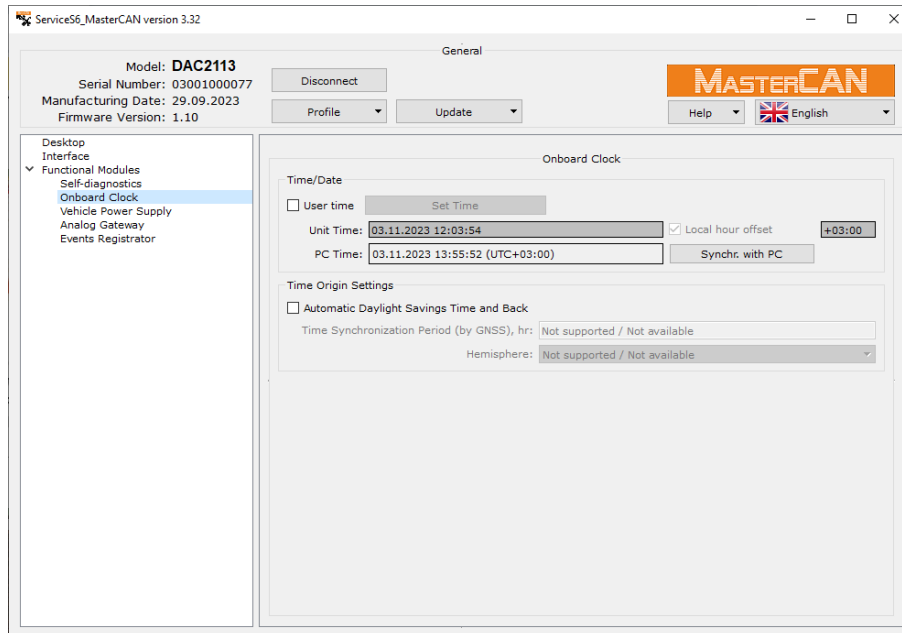 ServiceS6_MasterCAN version 3.32
General
Model: DAC2113
Serial Number: 03001000077
Manufacturing Date: 29.09.2023
Firmware Version: 1.10
Disconnect
Profile
Update
MASTERCAN
Help
English
Desktop
Interface
Functional Modules
Self-diagnostics
Onboard Clock
Vehicle Power Supply
Analog Gateway
Events Registrator
Onboard Clock
Time/Date
User time
Set Time
Unit Time: 03.11.2023 12:03:54
Local hour offset
+03:00
PC Time: 03.11.2023 13:55:52 (UTC+03:00)
Synchr. with PC
Time Origin Settings
Automatic Daylight Savings Time and Back
Time Synchronization Period (by GNSS), hr: Not supported / Not available
Hemisphere: Not supported / Not available